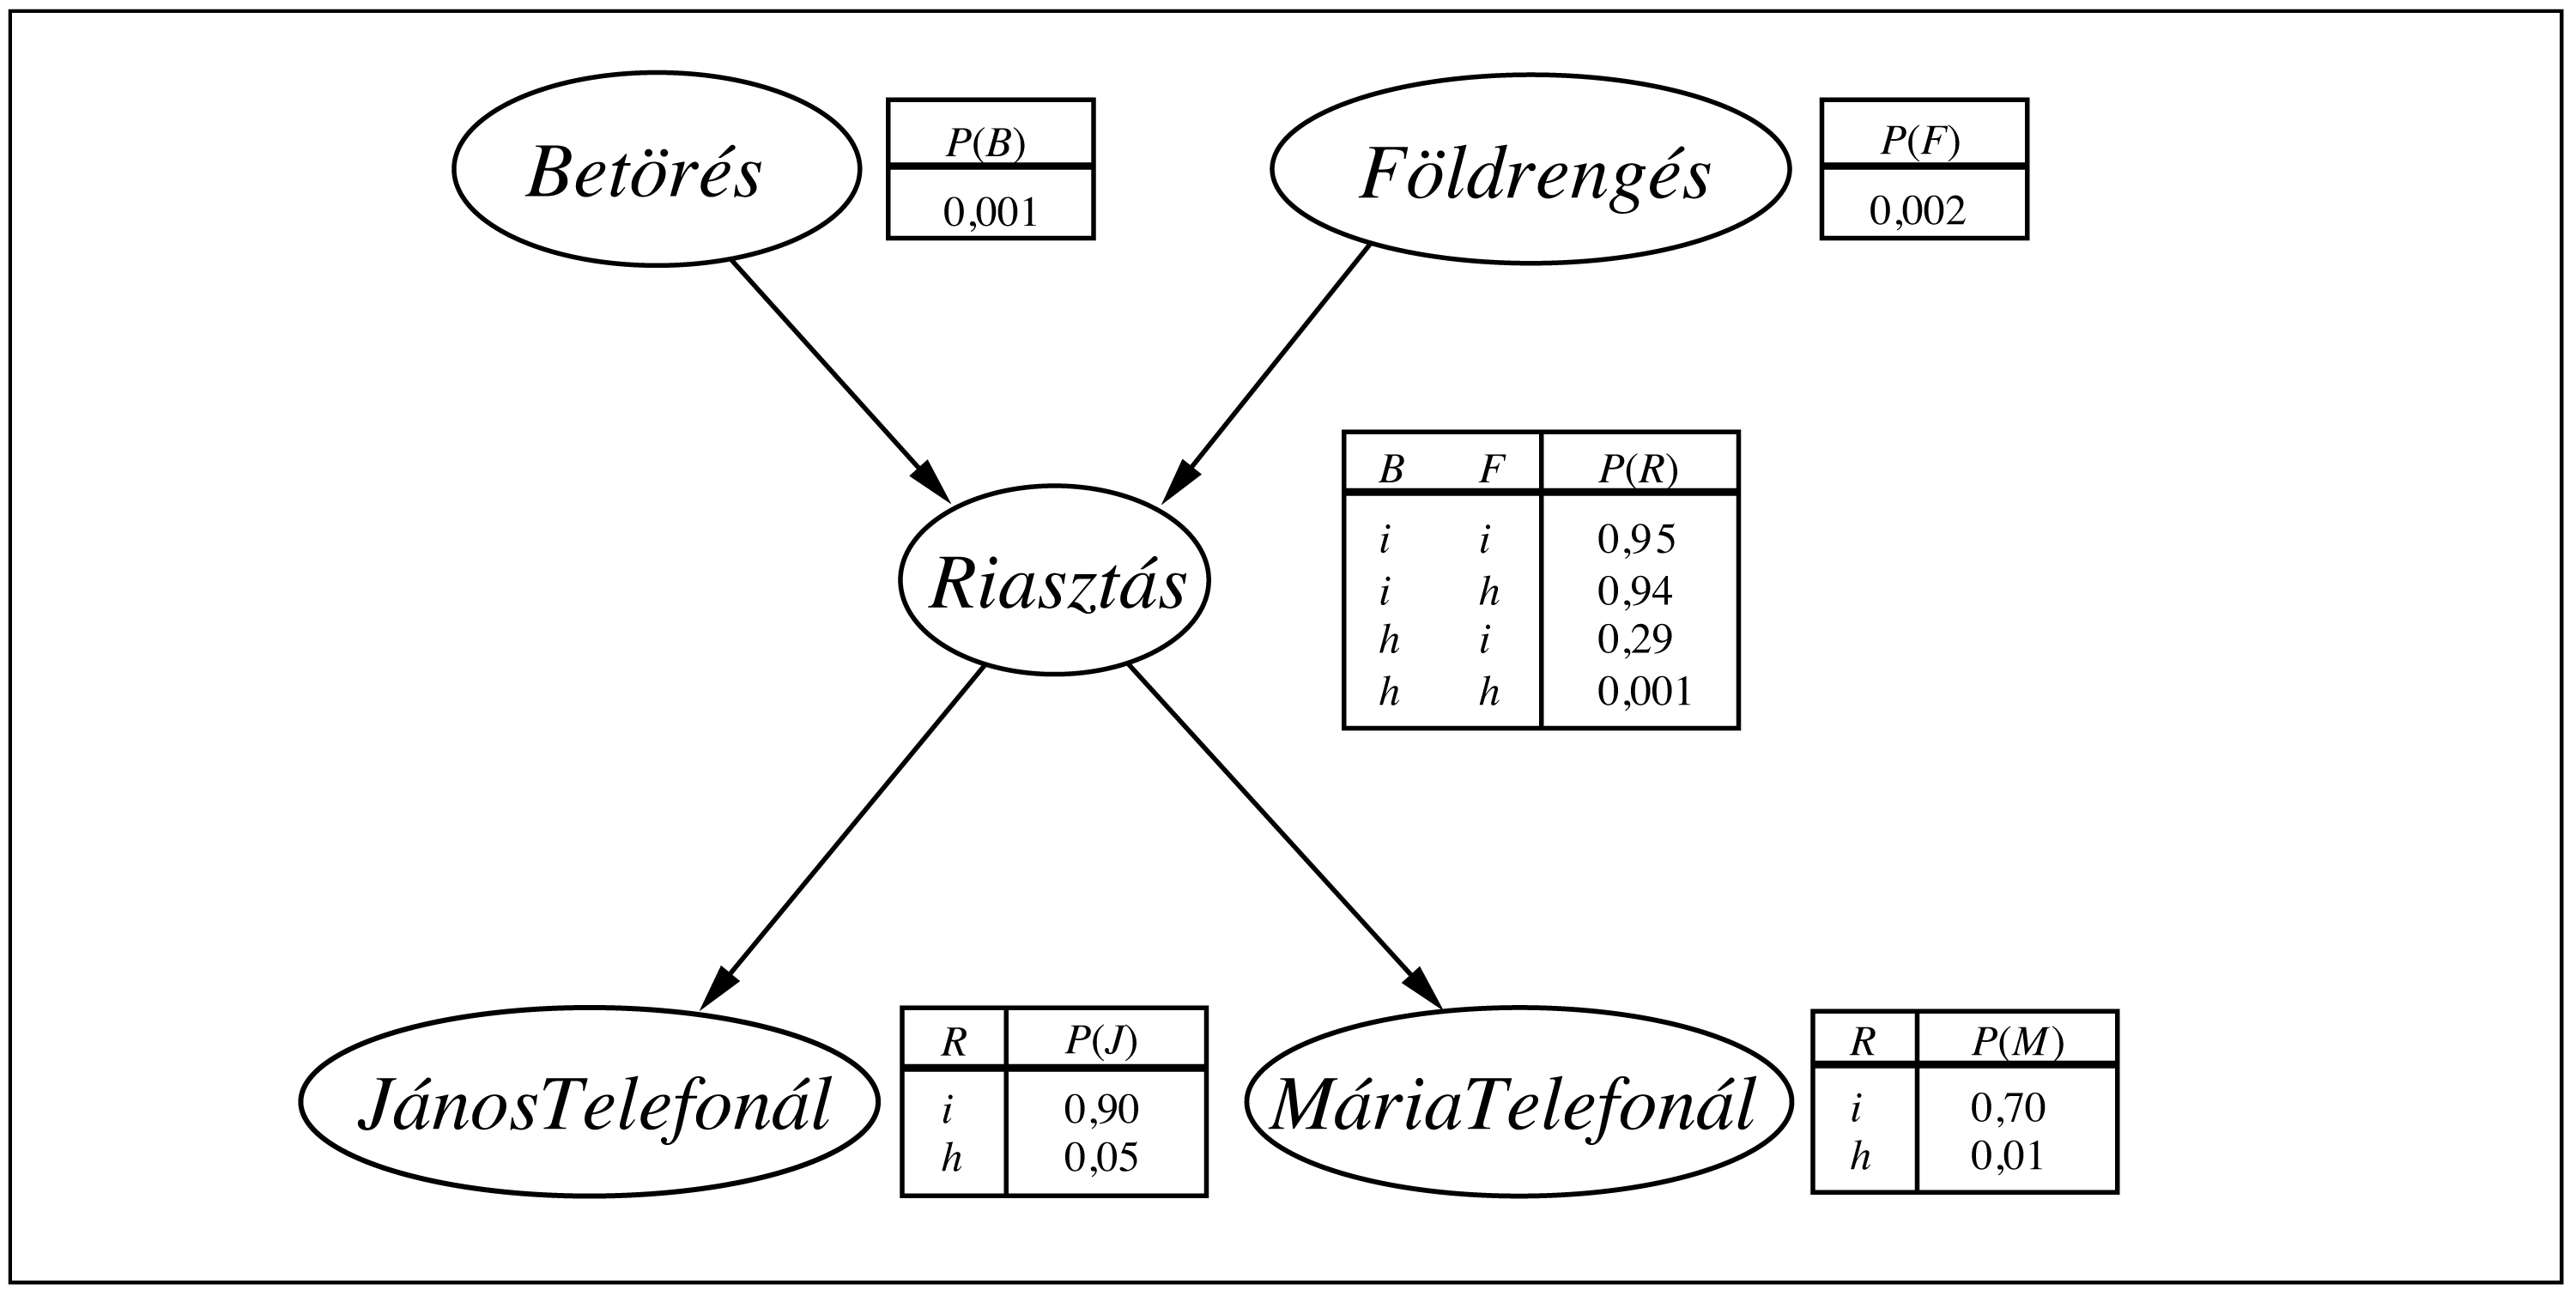 Betörés
P(B)
0,001
Földrengés
P(F)
0,002
Riasztás
B F P(R)
i i 0,95
i h 0,94
h i 0,29
h h 0,001
JánosTelefonál
R P(J)
i 0,90
h 0,05
MáriaTelefonál
R P(M)
i 0,70
h 0,01